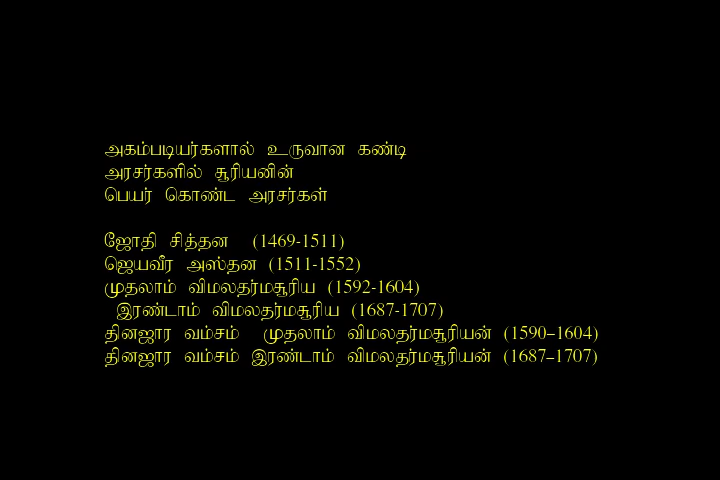 அகம்படியர்களால் உருவான கண்டி
அரசர்களில் சூரியனின்
பெயர் கொண்ட அரசர்கள்
ஜோதி சித்தன (1469-1511)
ஜெயவீர அஸ்தன (1511-1552)
முதலாம் விமலதர்மசூரிய (1592-1604)
இரண்டாம் விமலதர்மசூரிய (1687-1707)
தினஜார வம்சம் முதலாம் விமலதர்மசூரியன் (1590–1604)
தினஜார வம்சம் இரண்டாம் விமலதர்மசூரியன் (1687–1707)